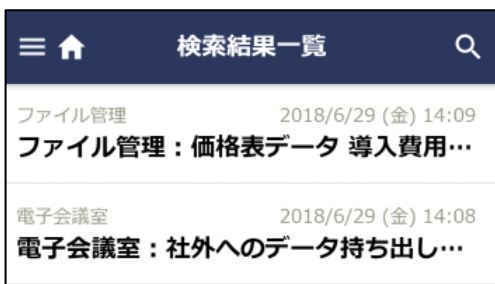 検索結果一覧
ファイル管理 2018/6/29 (金) 14:09
ファイル管理：価格表データ 導入費用…
電子会議室 2018/6/29 (金) 14:08
電子会議室：社外へのデータ持ち出し…